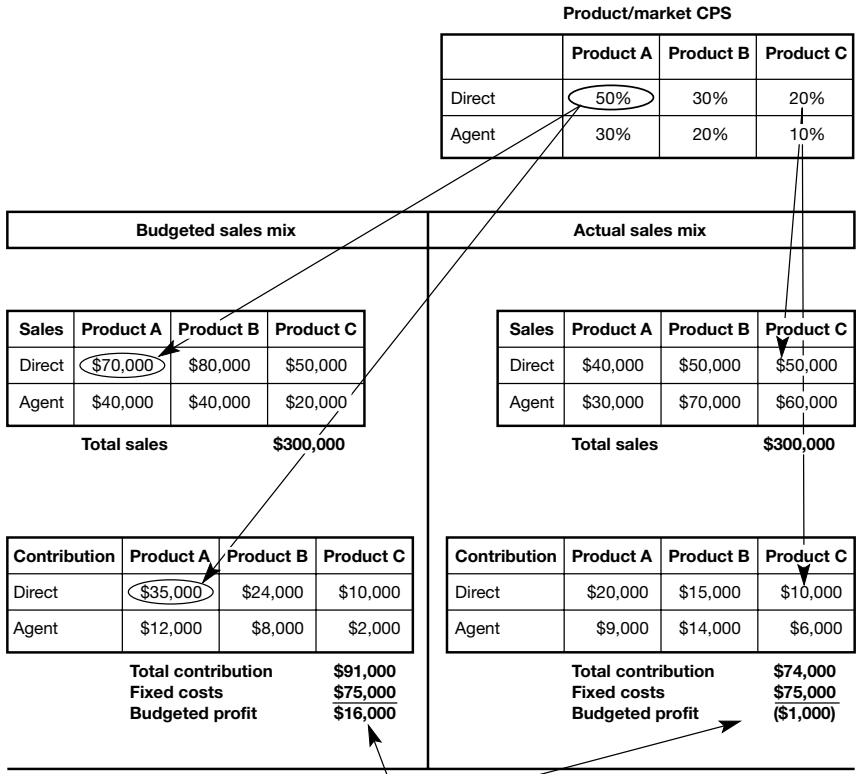 Product/market CPS
Product A Product B Product C
Direct 50% 30% 20%
Agent 30% 20% 10%
Budgeted sales mix
Actual sales mix
Sales Product A Product B Product C
Direct $70,000 $80,000 $50,000
Agent $40,000 $40,000 $20,000
Total sales $300,000
Sales Product A Product B Product C
Direct $40,000 $50,000 $50,000
Agent $30,000 $70,000 $60,000
Total sales $300,000
Contribution Product A Product B Product C
Direct $35,000 $24,000 $10,000
Agent $12,000 $8,000 $2,000
Total contribution $91,000
Fixed costs $75,000
Budgeted profit $16,000
Contribution Product A Product B Product C
Direct $20,000 $15,000 $10,000
Agent $9,000 $14,000 $6,000
Total contribution $74,000
Fixed costs $75,000
Budgeted profit ($1,000)